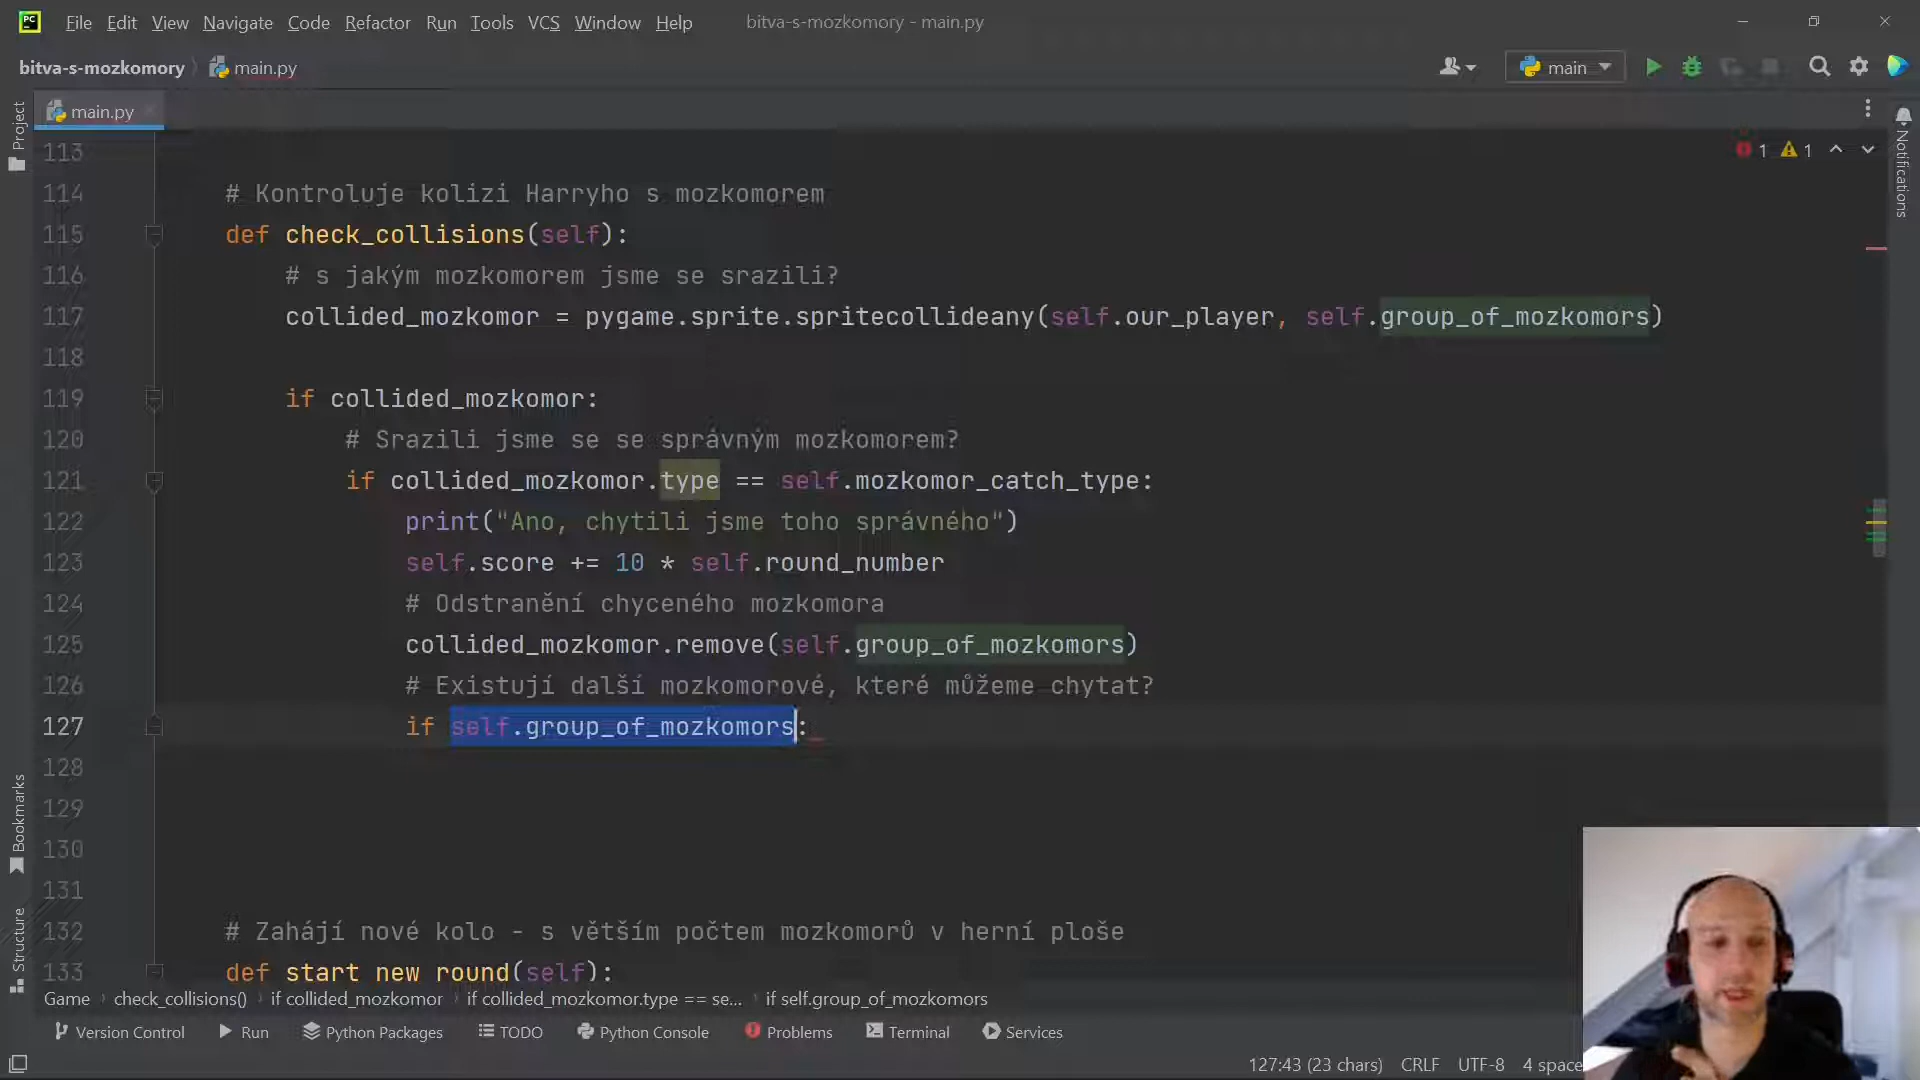 File Edit View Navigate Code Refactor Run Tools VCS Window Help bitva-s-mozkomory - main.py
bitva-s-mozkomory main.py main
main.py
Project
Notifications
1 1
113
114 # Kontroluje kolizi Harryho s mozkomorem
115 def check_collisions(self):
116 # s jakým mozkomorem jsme se srazili?
117 collided_mozkomor = pygame.sprite.spritecollideany(self.our_player, self.group_of_mozkomors)
118
119 if collided_mozkomor:
120 # Srazili jsme se se správným mozkomorem?
121 if collided_mozkomor.type == self.mozkomor_catch_type:
122 print("Ano, chytili jsme toho správného")
123 self.score += 10 * self.round_number
124 # Odstranění chyceného mozkomora
125 collided_mozkomor.remove(self.group_of_mozkomors)
126 # Existují další mozkomorové, které můžeme chytat?
127 if self.group_of_mozkomors:
128
129
130
131
132 # Zahájí nové kolo - s větším počtem mozkomorů v herní ploše
133 def start new round(self):
Bookmarks
Structure
Game check_collisions() if collided_mozkomor if collided_mozkomor.type == se... if self.group_of_mozkomors
Version Control Run Python Packages TODO Python Console Problems Terminal Services
127:43 (23 chars) CRLF UTF-8 4 space